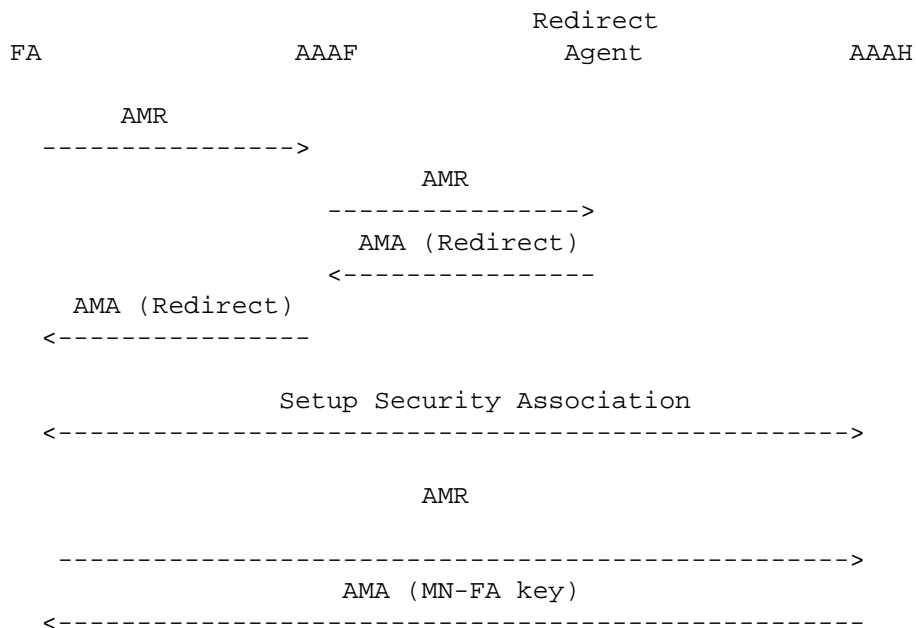 Redirect
FA AAAF Agent AAAH
AMR
---------------->
AMR
---------------->
AMA (Redirect)
<----------------
AMA (Redirect)
<----------------
Setup Security Association
<-------------------------------------------------->
AMR
-------------------------------------------------->
AMA (MN-FA key)
<---------------------------------------------------